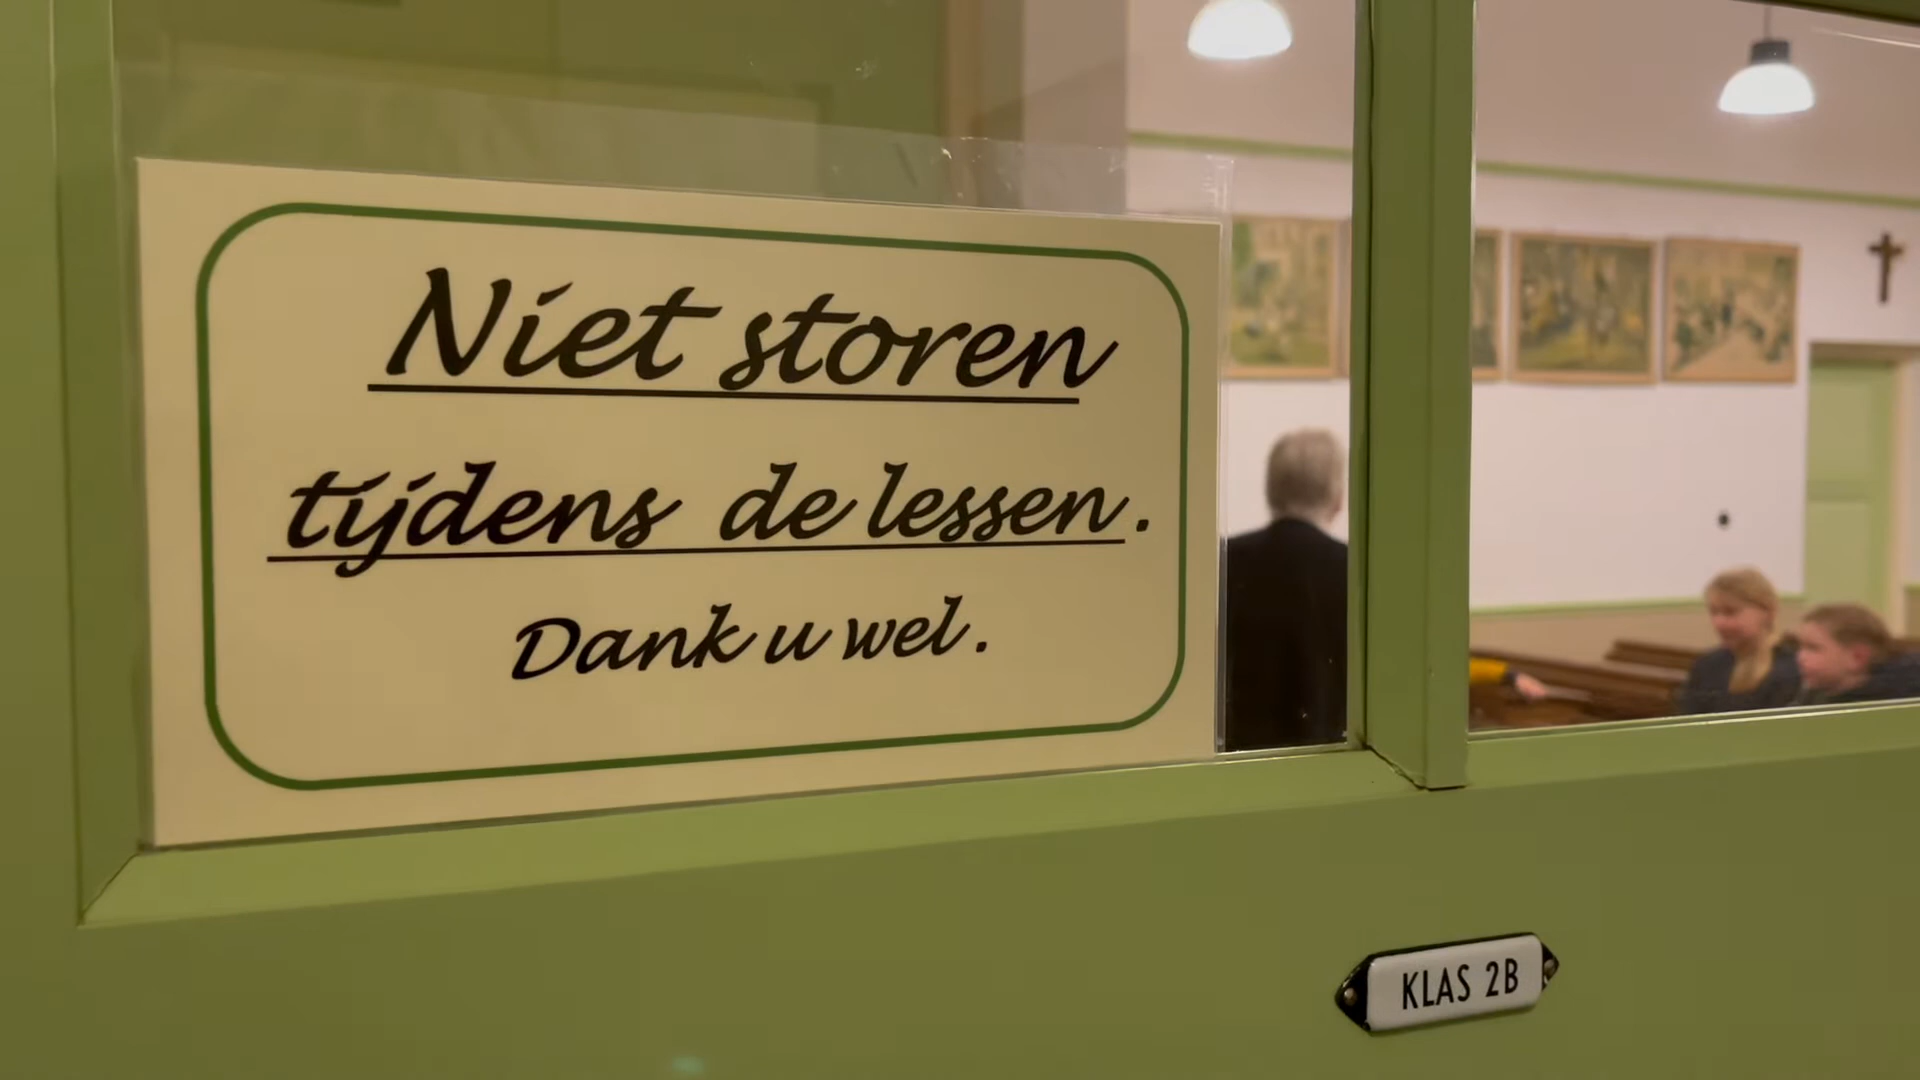 Niet storen
tijdens de lessen.
Dank u wel.
KLAS 2B